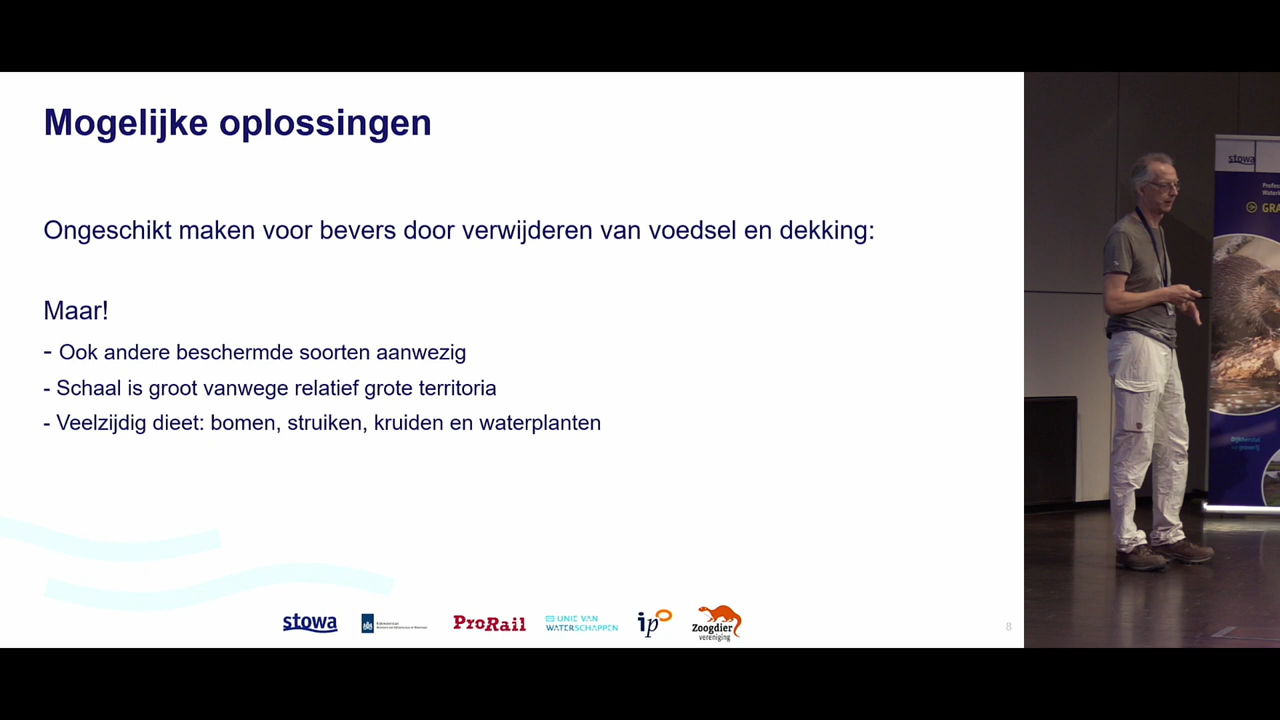 Mogelijke oplossingen
Ongeschikt maken voor bevers door verwijderen van voedsel en dekking:
Maar!
- Ook andere beschermde soorten aanwezig
- Schaal is groot vanwege relatief grote territoria
- Veelzijdig dieet: bomen, struiken, kruiden en waterplanten
stowa
ProRail
UNIE VAN
WATERSCHAPPEN
ip
Zoogdier
vereniging
8
stowa
GRA